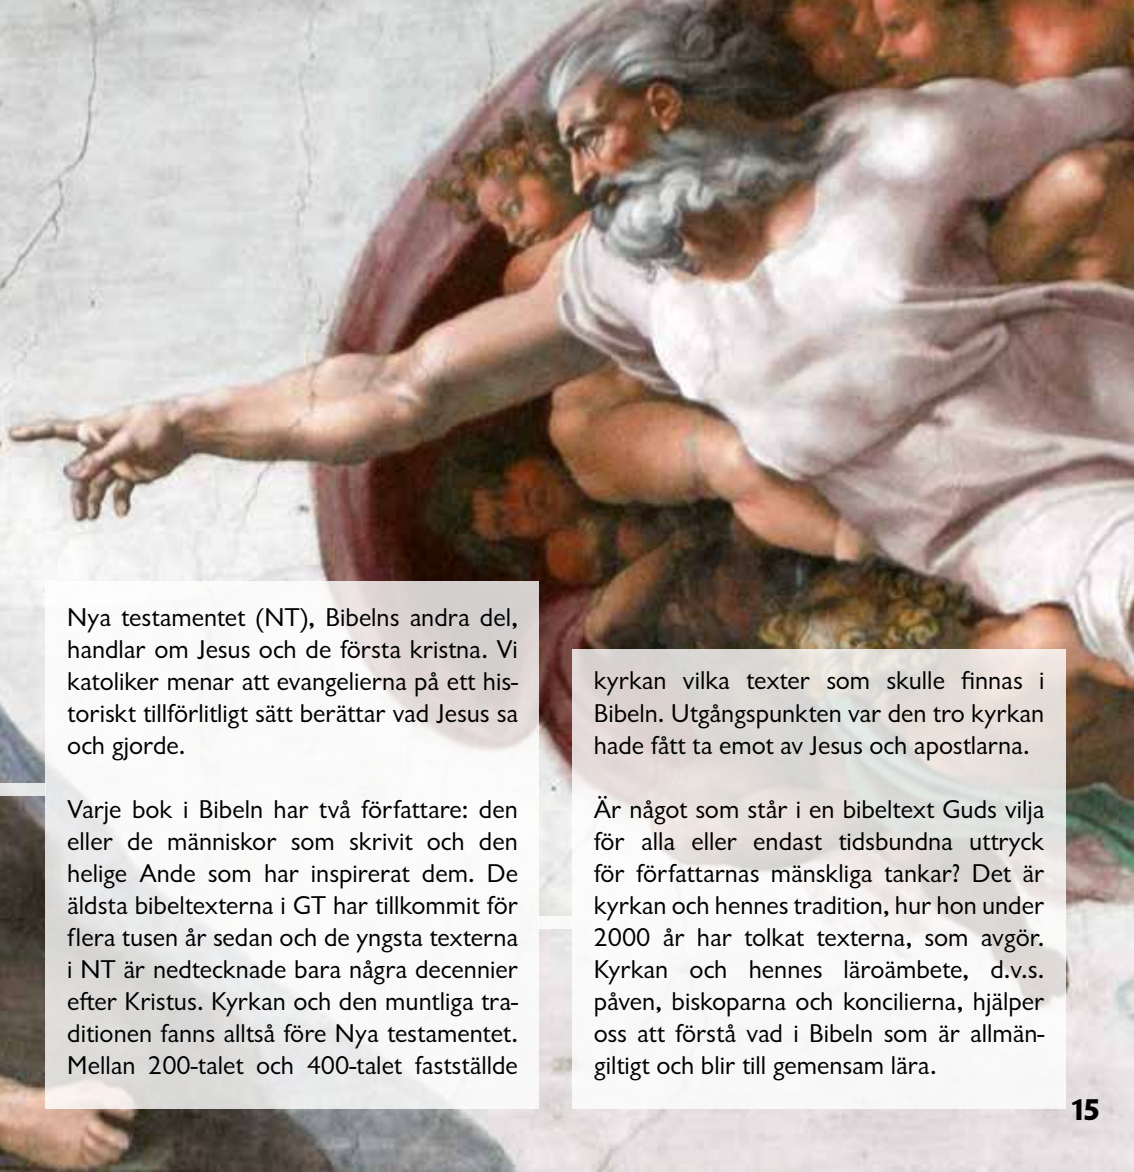 Nya testamentet (NT), Bibelns andra del,
handlar om Jesus och de första kristna. Vi
katoliker menar att evangelierna på ett his-
toriskt tillförlitligt sätt berättar vad Jesus sa
och gjorde.
Varje bok i Bibeln har två författare: den
eller de människor som skrivit och den
helige Ande som har inspirerat dem. De
äldsta bibeltexterna i GT har tillkommit för
flera tusen år sedan och de yngsta texterna
i NT är nedtecknade bara några decennier
efter Kristus. Kyrkan och den muntliga tra-
ditionen fanns alltså före Nya testamentet.
Mellan 200-talet och 400-talet fastställde
kyrkan vilka texter som skulle finnas i
Bibeln. Utgångspunkten var den tro kyrkan
hade fått ta emot av Jesus och apostlarna.
Är något som står i en bibeltext Guds vilja
för alla eller endast tidsbundna uttryck
för författarnas mänskliga tankar? Det är
kyrkan och hennes tradition, hur hon under
2000 år har tolkat texterna, som avgör.
Kyrkan och hennes läroämbete, d.v.s.
påven, biskoparna och koncilierna, hjälper
oss att förstå vad i Bibeln som är allmän-
giltigt och blir till gemensam lära.
15